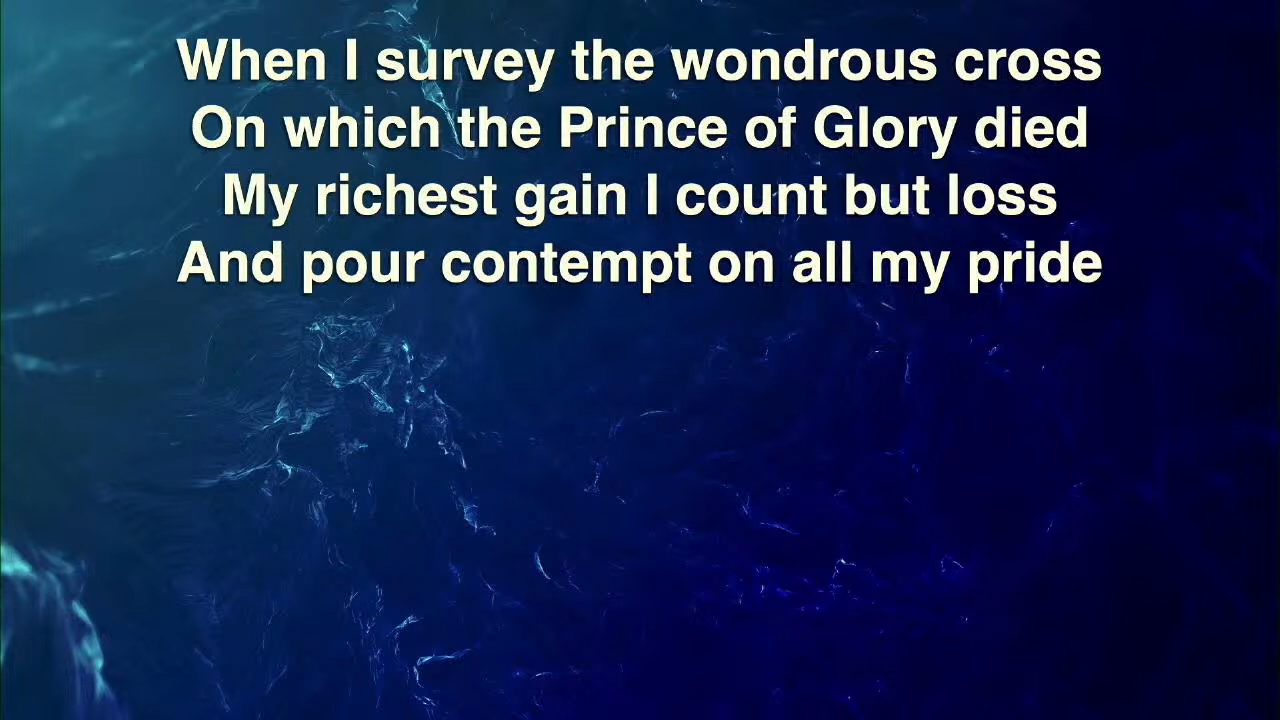 When I survey the wondrous cross
On which the Prince of Glory died
My richest gain I count but loss
And pour contempt on all my pride